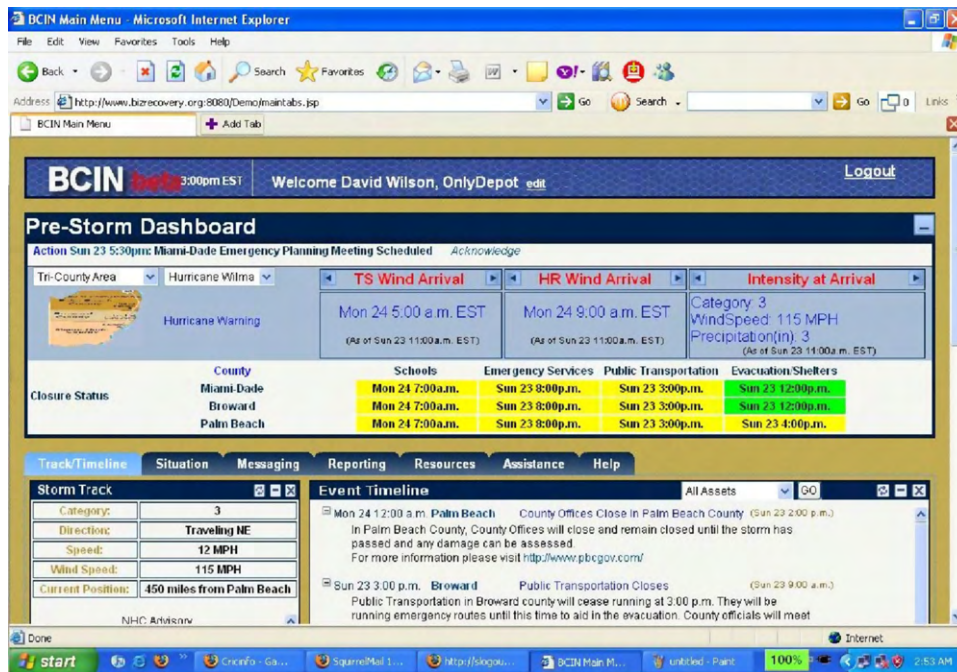 BCIN Main Menu - Microsoft Internet Explorer
File Edit View Favorites Tools Help
Back Search Favorites
Address http://www.bizrecovery.org:8080/Demo/maintabs.jsp Go Search Go 0 Links
BCIN Main Menu Add Tab
BCIN beta 3:00pm EST Welcome David Wilson, OnlyDepot edit Logout
Pre-Storm Dashboard
Action Sun 23 5:30pm: Miami-Dade Emergency Planning Meeting Scheduled Acknowledge
Tri-County Area Hurricane Wilma TS Wind Arrival HR Wind Arrival Intensity at Arrival
Hurricane Warning
Mon 24 5:00 a.m. EST Mon 24 9:00 a.m. EST
(As of Sun 23 11:00a.m. EST) (As of Sun 23 11:00a.m. EST)
Category: 3
WindSpeed: 115 MPH
Precipitation(in): 3
(As of Sun 23 11:00a.m. EST)
County Schools Emergency Services Public Transportation Evacuation/Shelters
Closure Status
Miami-Dade Mon 24 7:00a.m. Sun 23 8:00p.m. Sun 23 3:00p.m. Sun 23 12:00p.m.
Broward Mon 24 7:00a.m. Sun 23 8:00p.m. Sun 23 3:00p.m. Sun 23 12:00p.m.
Palm Beach Mon 24 7:00a.m. Sun 23 8:00p.m. Sun 23 3:00p.m. Sun 23 4:00p.m.
Track/Timeline Situation Messaging Reporting Resources Assistance Help
Storm Track
Category: 3
Direction: Traveling NE
Speed: 12 MPH
Wind Speed: 115 MPH
Current Position: 450 miles from Palm Beach
NHC Advisory
Event Timeline All Assets GO
Mon 24 12:00 a.m. Palm Beach County Offices Close In Palm Beach County (Sun 23 2:00 p.m.)
In Palm Beach County, County Offices will close and remain closed until the storm has
passed and any damage can be assessed.
For more information please visit http://www.pbcgov.com/
Sun 23 3:00 p.m. Broward Public Transportation Closes (Sun 23 9:00 a.m.)
Public Transportation in Broward county will cease running at 3:00 p.m. They will be
running emergency routes until this time to aid in the evacuation. County officials will meet
Done Internet
start Cricinfo - Ga... SquirrelMail 1... http://slogou... BCIN Main M... untitled - Paint 100% 2:53 AM